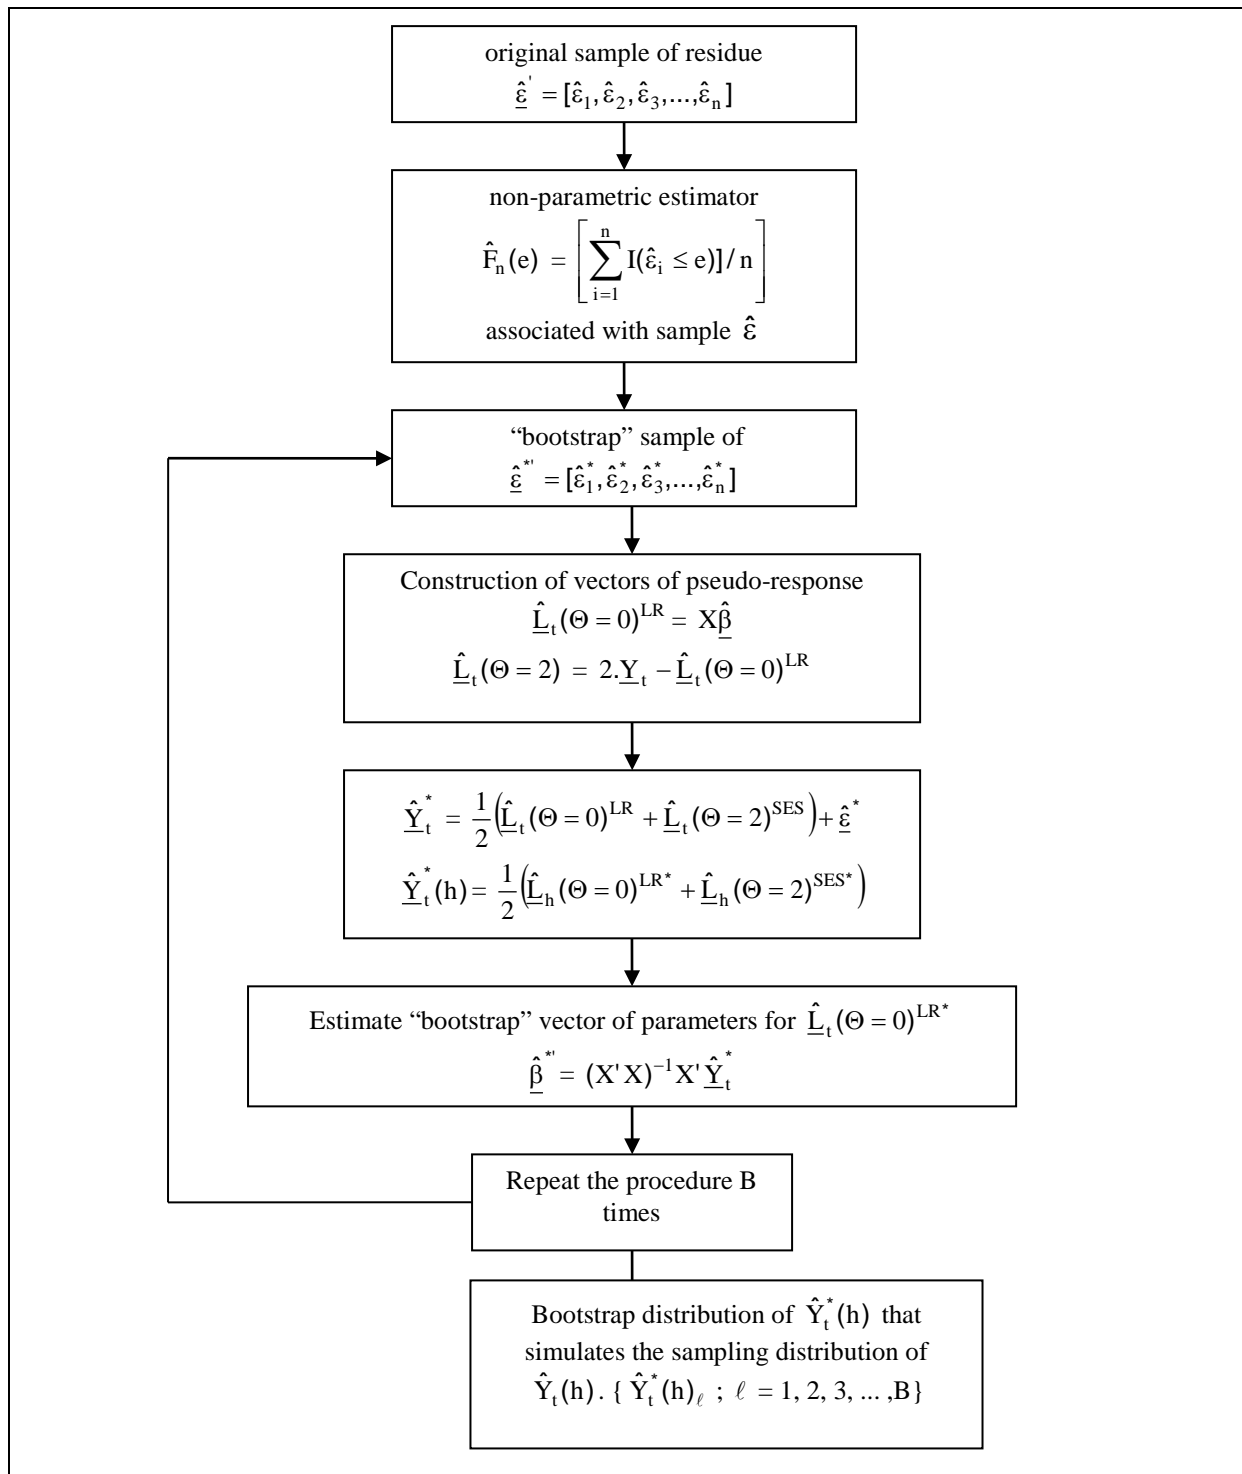 original sample of residue
ε̂' = [ε̂₁, ε̂₂, ε̂₃,..., ε̂ₙ]
non-parametric estimator
F̂ₙ(e) = [∑ᵢ₌₁ⁿ I(ε̂ᵢ ≤ e)] / n]
associated with sample ε̂
“bootstrap” sample of
ε̂*' = [ε̂₁*, ε̂₂*, ε̂₃*,..., ε̂ₙ*]
Construction of vectors of pseudo-response
L̂ₜ(Θ = 0)ᴸᴿ = Xβ̂
L̂ₜ(Θ = 2) = 2.Yₜ − L̂ₜ(Θ = 0)ᴸᴿ
Ŷₜ* = 1/2 (L̂ₜ(Θ = 0)^LR + L̂ₜ(Θ = 2)^SES) + ε̂*
Ŷₜ*(h) = 1/2 (L̂ₕ(Θ = 0)^LR* + L̂ₕ(Θ = 2)^SES*)
Estimate “bootstrap” vector of parameters for L̂ₜ(Θ = 0)^LR*
β̂*' = (X'X)⁻¹X'Ŷₜ*
Repeat the procedure B
times
Bootstrap distribution of Ŷₜ*(h) that
simulates the sampling distribution of
Ŷₜ(h). { Ŷₜ*(h)_ℓ ; ℓ = 1, 2, 3, ... ,B}